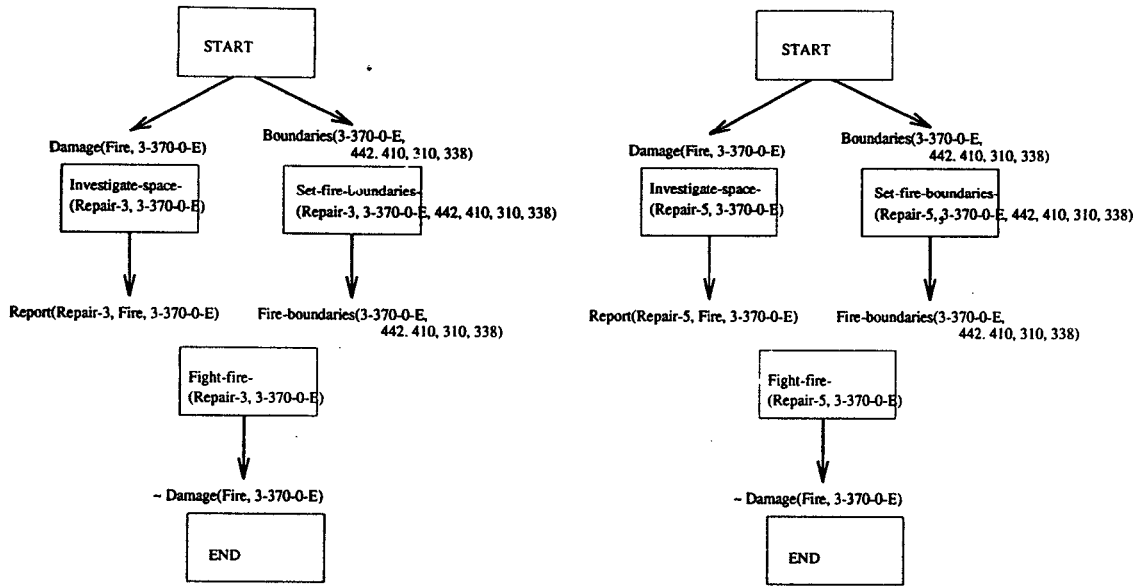 START
Damage(Fire, 3-370-0-E)
Boundaries(3-370-0-E,
442. 410, 310, 338)
Investigate-space-
(Repair-3, 3-370-0-E)
Set-fire-boundaries-
(Repair-3, 3-370-0-E, 442, 410, 310, 338)
Report(Repair-3, Fire, 3-370-0-E)
Fire-boundaries(3-370-0-E,
442. 410, 310, 338)
Fight-fire-
(Repair-3, 3-370-0-E)
~ Damage(Fire, 3-370-0-E)
END
START
Damage(Fire, 3-370-0-E)
Boundaries(3-370-0-E,
442. 410, 310, 338)
Investigate-space-
(Repair-5, 3-370-0-E)
Set-fire-boundaries-
(Repair-5, 3-370-0-E, 442, 410, 310, 338)
Report(Repair-5, Fire, 3-370-0-E)
Fire-boundaries(3-370-0-E,
442. 410, 310, 338)
Fight-fire-
(Repair-5, 3-370-0-E)
~ Damage(Fire, 3-370-0-E)
END